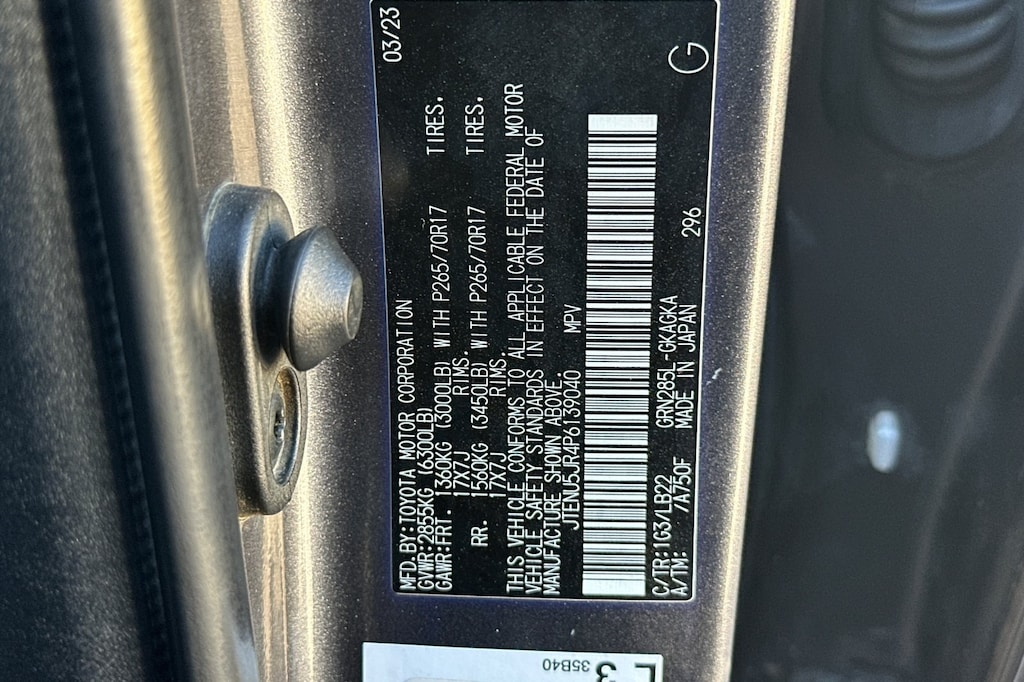 MFD. BY:TOYOTA MOTOR CORPORATION 03/23
GVWR:2855KG (6300LB)
GAWR:FRT. 1360KG (3000LB) WITH P265/70R17 TIRES.
17X7J RIMS.
RR. 1560KG (3450LB) WITH P265/70R17 TIRES.
17X7J RIMS.
THIS VEHICLE CONFORMS TO ALL APPLICABLE FEDERAL MOTOR
VEHICLE SAFETY STANDARDS IN EFFECT ON THE DATE OF
MANUFACTURE SHOWN ABOVE.
JTENU5JR4P6139040 MPV
C/TR:1G3/LB22 GRN285L-GKAGKA 296 G
A/TM: /A750F MADE IN JAPAN
35B40